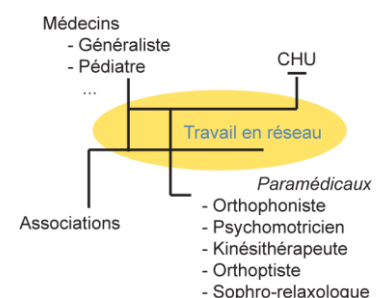 Médecins
- Généraliste
- Pédiatre
...
CHU
Travail en réseau
Associations
Paramédicaux
- Orthophoniste
- Psychomotricien
- Kinésithérapeute
- Orthoptiste
- Sophro-relaxologue